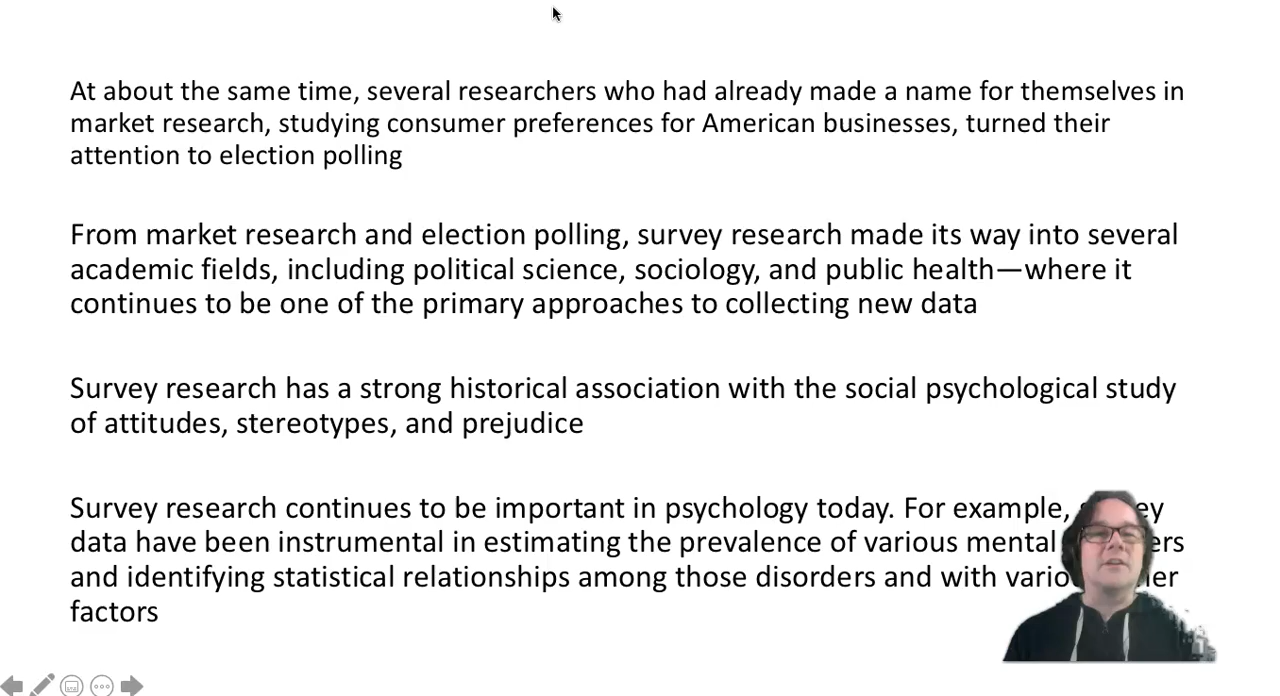 At about the same time, several researchers who had already made a name for themselves in
market research, studying consumer preferences for American businesses, turned their
attention to election polling
From market research and election polling, survey research made its way into several
academic fields, including political science, sociology, and public health—where it
continues to be one of the primary approaches to collecting new data
Survey research has a strong historical association with the social psychological study
of attitudes, stereotypes, and prejudice
Survey research continues to be important in psychology today. For example,
data have been instrumental in estimating the prevalence of various mental
and identifying statistical relationships among those disorders and with
factors